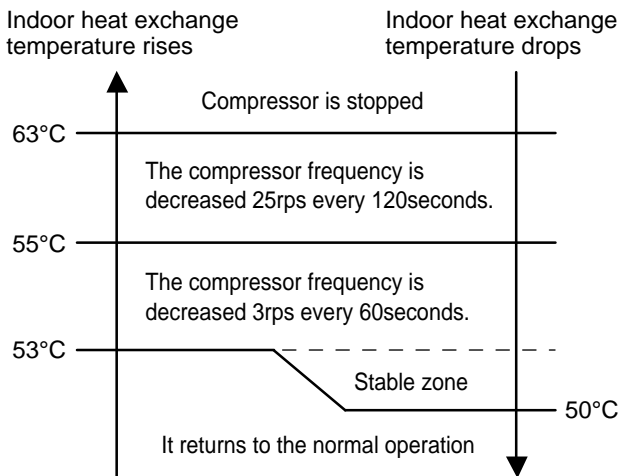 Indoor heat exchange
temperature rises
Indoor heat exchange
temperature drops
Compressor is stopped
63°C
The compressor frequency is
decreased 25rps every 120seconds.
55°C
The compressor frequency is
decreased 3rps every 60seconds.
53°C
Stable zone
50°C
It returns to the normal operation